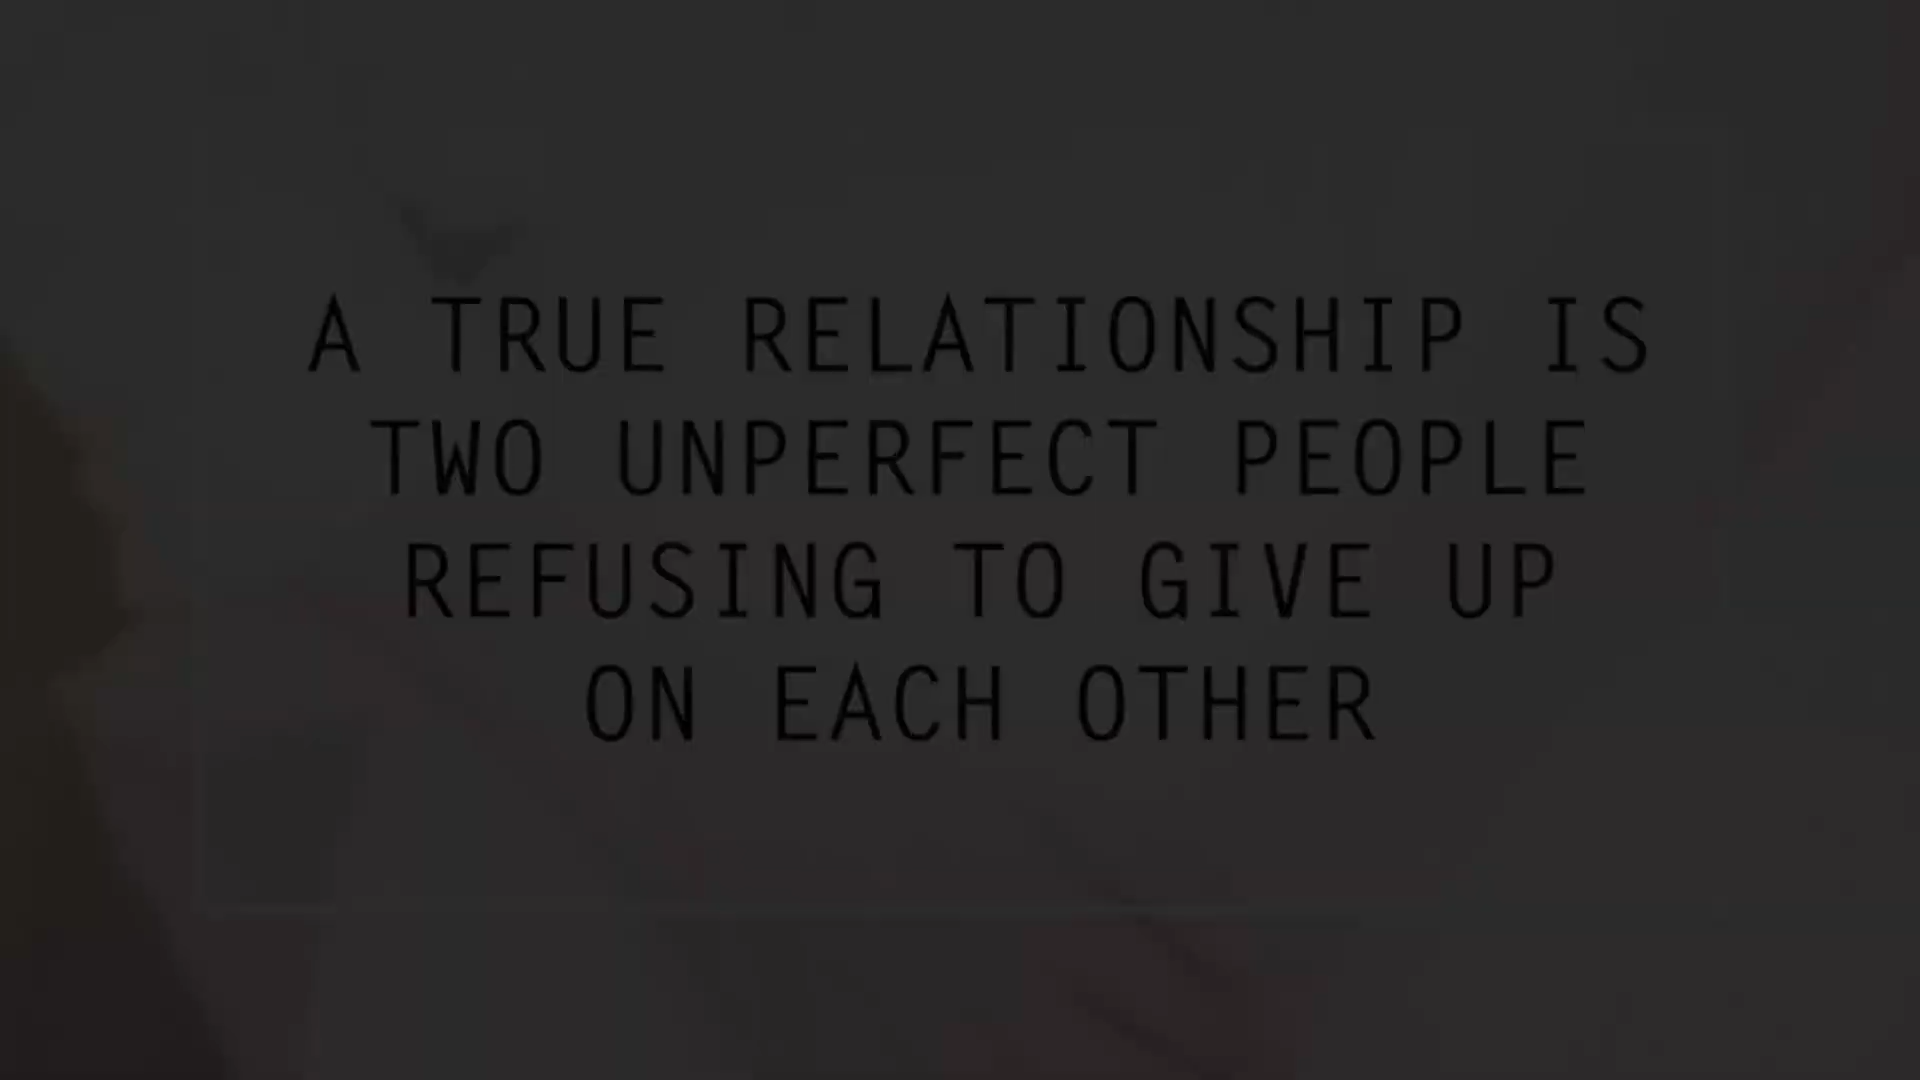 A TRUE RELATIONSHIP IS
TWO UNPERFECT PEOPLE
REFUSING TO GIVE UP
ON EACH OTHER